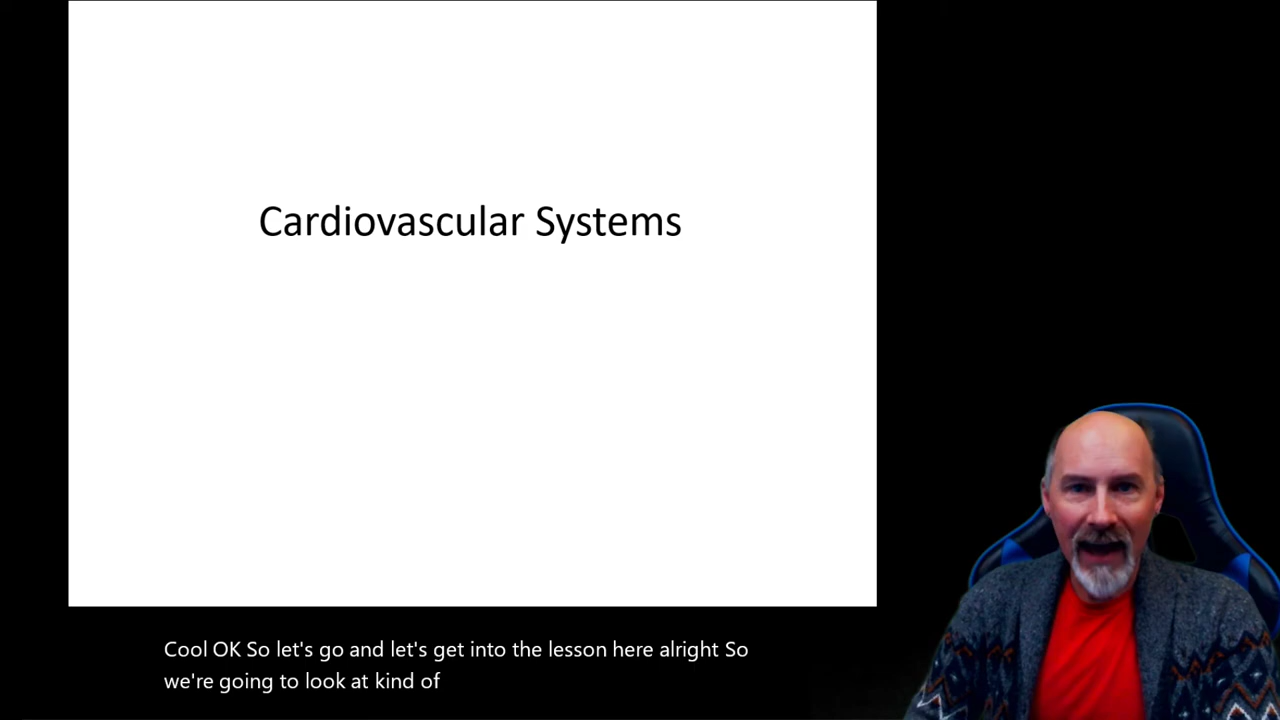 Cardiovascular Systems
Cool OK So let's go and let's get into the lesson here alright So
we're going to look at kind of